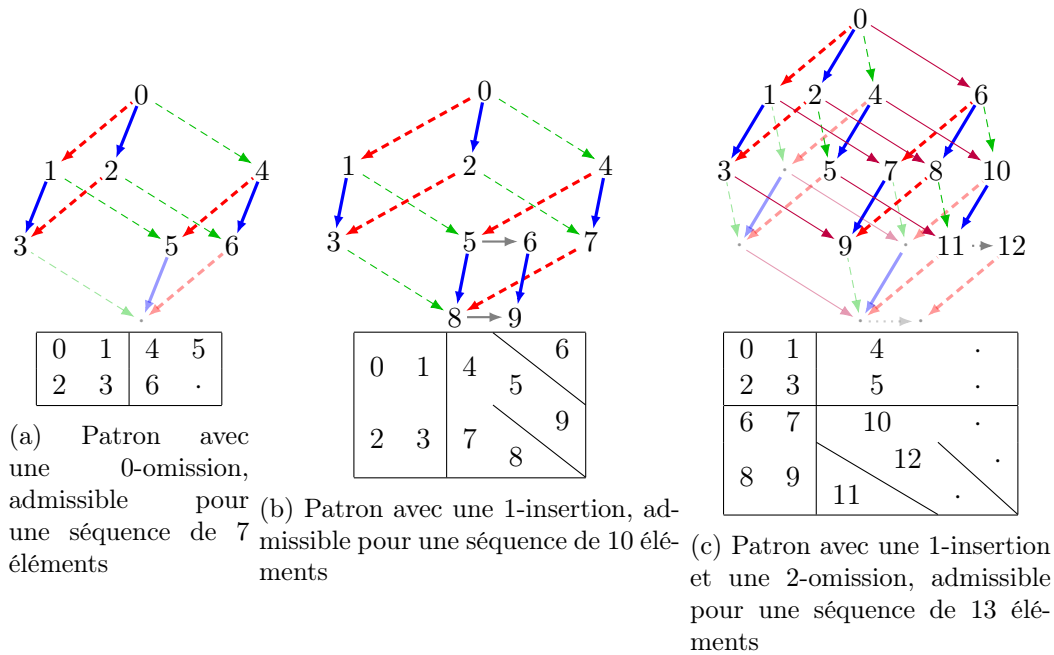 0
1 2 4
3 5 6
·
0 1 4 5
2 3 6 ·
(a) Patron avec
une 0-omission,
admissible pour
une séquence de 7
éléments
0
1 2 4
3 5 6 7
8 9
0 1 4 5 6
2 3 7 8 9
(b) Patron avec une 1-insertion, ad-
missible pour une séquence de 10 élé-
ments
0
1 2 4 6
3 · 5 7 8 10
· 9 · 11 12
· ·
0 1 4 ·
2 3 5 ·
6 7 10 ·
8 9 12 ·
11 ·
(c) Patron avec une 1-insertion
et une 2-omission, admissible
pour une séquence de 13 élé-
ments